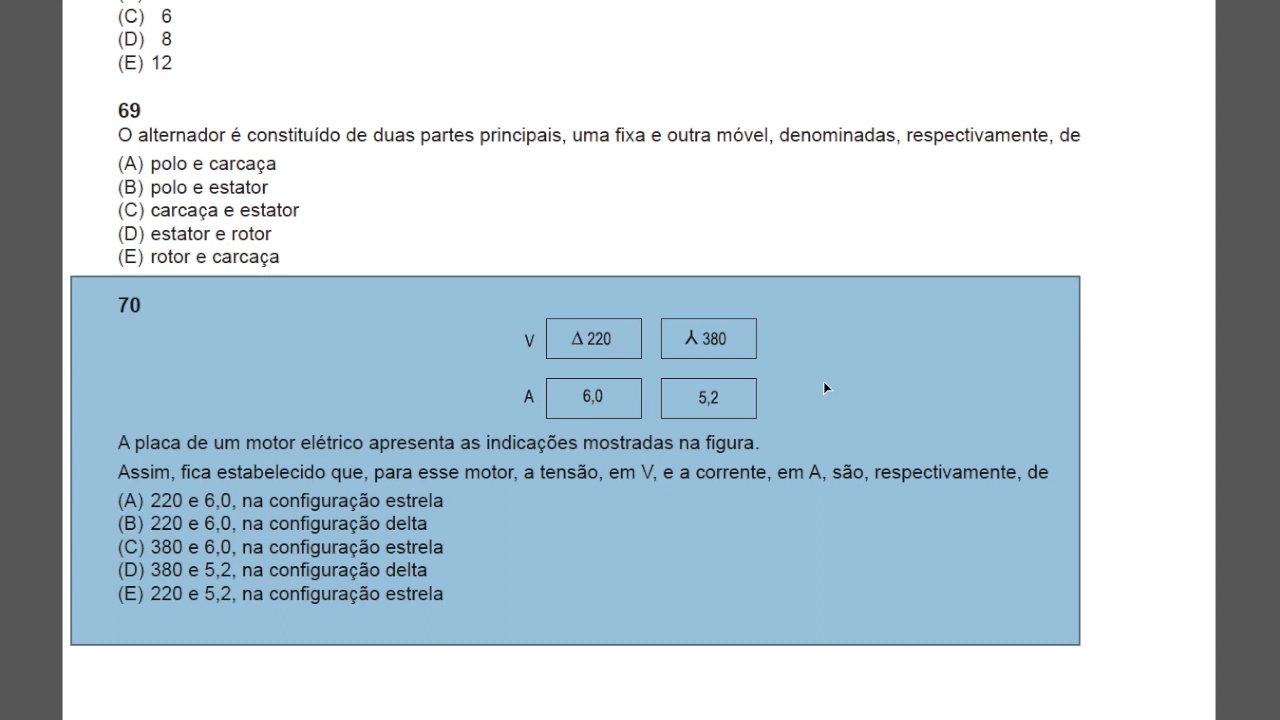 (C) 6
(D) 8
(E) 12
69
O alternador é constituído de duas partes principais, uma fixa e outra móvel, denominadas, respectivamente, de
(A) polo e carcaça
(B) polo e estator
(C) carcaça e estator
(D) estator e rotor
(E) rotor e carcaça
70
V Δ 220 ⅄ 380
A 6,0 5,2
A placa de um motor elétrico apresenta as indicações mostradas na figura.
Assim, fica estabelecido que, para esse motor, a tensão, em V, e a corrente, em A, são, respectivamente, de
(A) 220 e 6,0, na configuração estrela
(B) 220 e 6,0, na configuração delta
(C) 380 e 6,0, na configuração estrela
(D) 380 e 5,2, na configuração delta
(E) 220 e 5,2, na configuração estrela